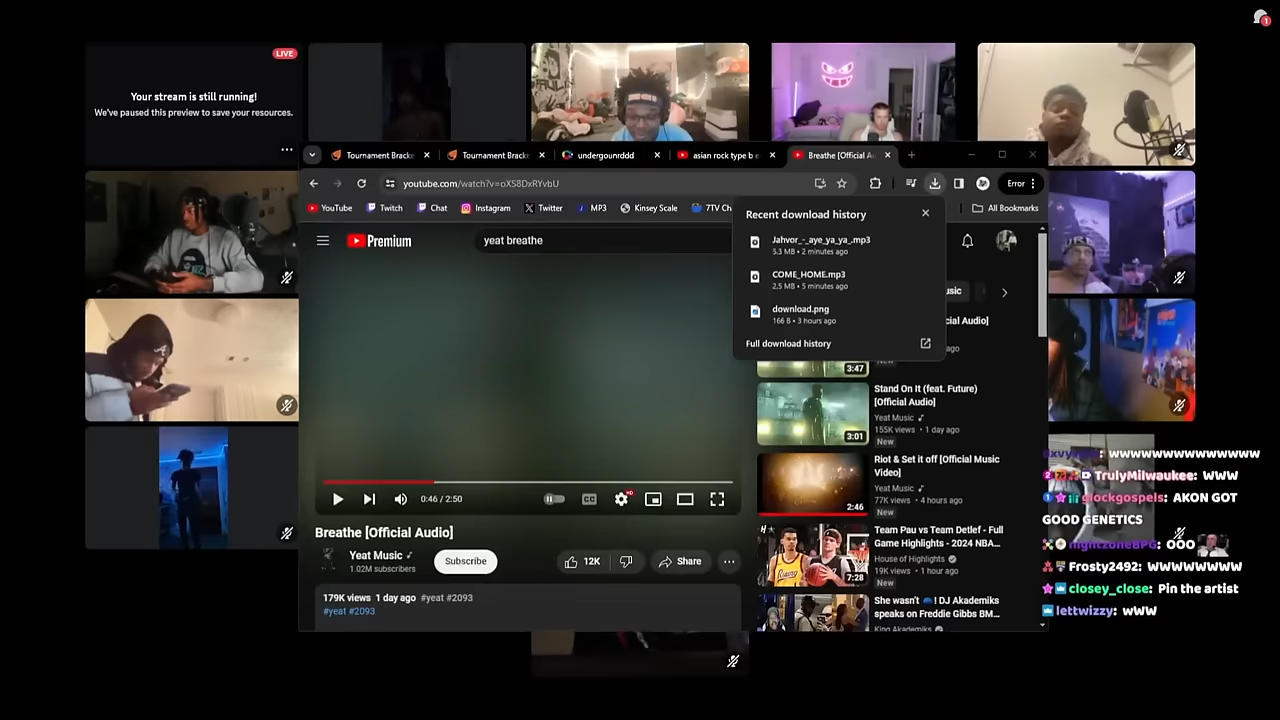 1
LIVE
Your stream is still running!
We've paused this preview to save your resources.
Tournament Bracke
Tournament Bracke
undergounrddd
asian rock type b e
Breathe [Official Au
youtube.com/watch?v=oXS8DxRYvbU
Error
YouTube
Twitch
Chat
Instagram
Twitter
MP3
Kinsey Scale
7TV Ch
All Bookmarks
Premium
yeat breathe
Recent download history
Jahvor_-_aye_ya_ya_.mp3
5.3 MB • 2 minutes ago
COME_HOME.mp3
2.5 MB • 5 minutes ago
download.png
166 B • 3 hours ago
Full download history
usic
cial Audio]
ago
New
3:47
Stand On It (feat. Future)
[Official Audio]
Yeat Music
155K views • 1 day ago
New
3:01
Riot & Set it off [Official Music
Video]
Yeat Music
77K views • 4 hours ago
New
2:46
Team Pau vs Team Detlef - Full
Game Highlights - 2024 NBA...
House of Highlights
19K views • 1 hour ago
New
7:28
She wasn't ! DJ Akademiks
speaks on Freddie Gibbs BM...
King Akademiks
0:46 / 2:50
CC
HD
Breathe [Official Audio]
Yeat Music
1.02M subscribers
Subscribe
12K
Share
179K views 1 day ago #yeat #2093
#yeat #2093
: WWWWWWWWWWWWWWW
TrulyMilwaukee: WWW
glockgospels: AKON GOT
GOOD GENETICS
nightzoneBPG: OOO
Frosty2492: WWWWWWWW
closey_close: Pin the artist
lettwizzy: wWW